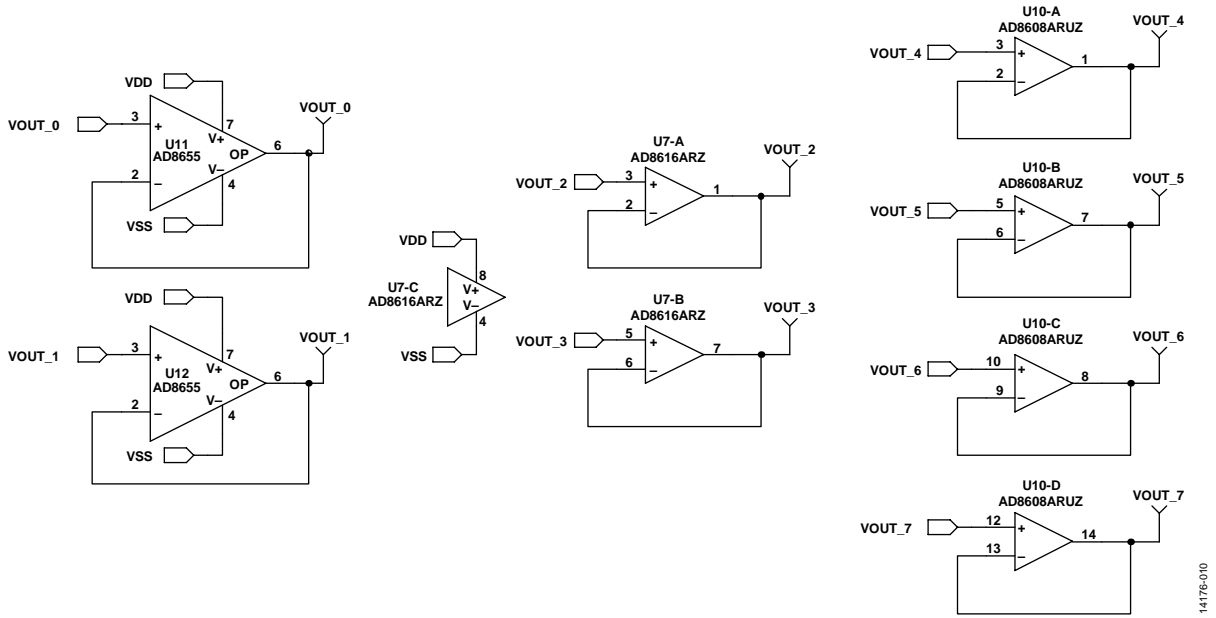 VDD
VOUT_0
3
+
7
V+
U11
AD8655
OP
6
VOUT_0
2
–
V–
4
VSS
VDD
VOUT_1
3
+
7
V+
U12
AD8655
OP
6
VOUT_1
2
–
V–
4
VSS
VDD
8
U7-C
AD8616ARZ
V+
V–
4
VSS
U7-A
AD8616ARZ
VOUT_2
3
+
2
–
1
VOUT_2
U7-B
AD8616ARZ
VOUT_3
5
+
6
–
7
VOUT_3
U10-A
AD8608ARUZ
VOUT_4
3
+
2
–
1
VOUT_4
U10-B
AD8608ARUZ
VOUT_5
5
+
6
–
7
VOUT_5
U10-C
AD8608ARUZ
VOUT_6
10
+
9
–
8
VOUT_6
U10-D
AD8608ARUZ
VOUT_7
12
+
13
–
14
VOUT_7
14176-010